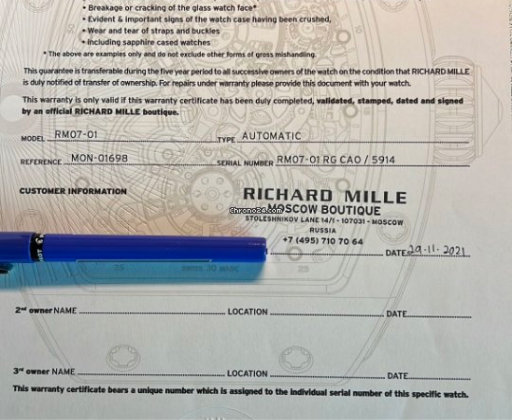 • Breakage or cracking of the glass watch face*
• Evident & important signs of the watch case having been crushed,
• Wear and tear of straps and buckles
• Including sapphire cased watches
* The above are examples only and do not exclude other forms of gross mishandling.
This guarantee is transferable during the five year period to all successive owners of the watch on the condition that RICHARD MILLE
is duly notified of transfer of ownership. For repairs under warranty please provide this document with your watch.
This warranty is only valid if this warranty certificate has been duly completed, validated, stamped, dated and signed
by an official RICHARD MILLE boutique.
MODEL RM07-01 TYPE AUTOMATIC
REFERENCE MON-01698 SERIAL NUMBER RM07-01 RG CAO / 5914
CUSTOMER INFORMATION
RICHARD MILLE
Chrono24.com
MOSCOW BOUTIQUE
STOLESHNIKOV LANE 14/1 - 107031 - MOSCOW
RUSSIA
+7 (495) 710 70 64
DATE 29.11.2021
2nd owner NAME LOCATION DATE
3rd owner NAME LOCATION DATE
This warranty certificate bears a unique number which is assigned to the individual serial number of this specific watch.